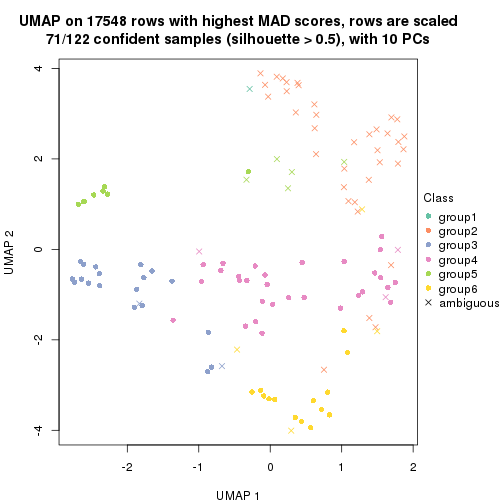 UMAP on 17548 rows with highest MAD scores, rows are scaled
71/122 confident samples (silhouette > 0.5), with 10 PCs
4
2
0
-2
-4
UMAP 2
-2
-1
0
1
2
UMAP 1
Class
group1
group2
group3
group4
group5
group6
ambiguous